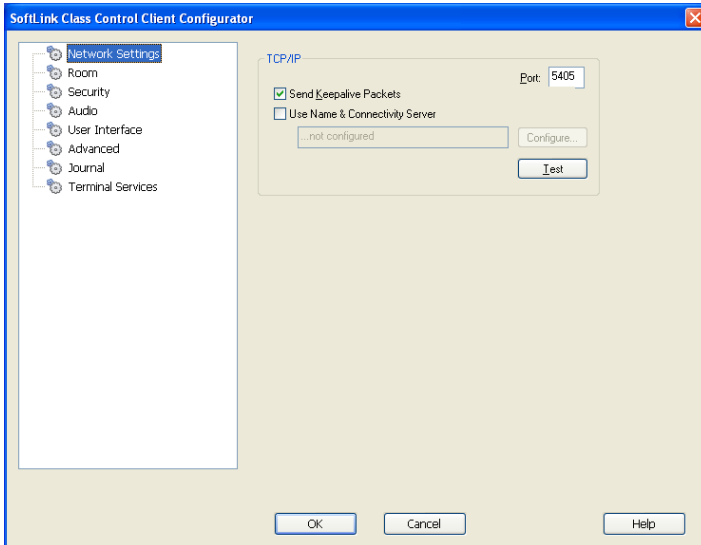 SoftLink Class Control Client Configurator
Network Settings
Room
Security
Audio
User Interface
Advanced
Journal
Terminal Services
TCP/IP
Port: 5405
Send Keepalive Packets
Use Name & Connectivity Server
...not configured
Configure...
Test
OK
Cancel
Help